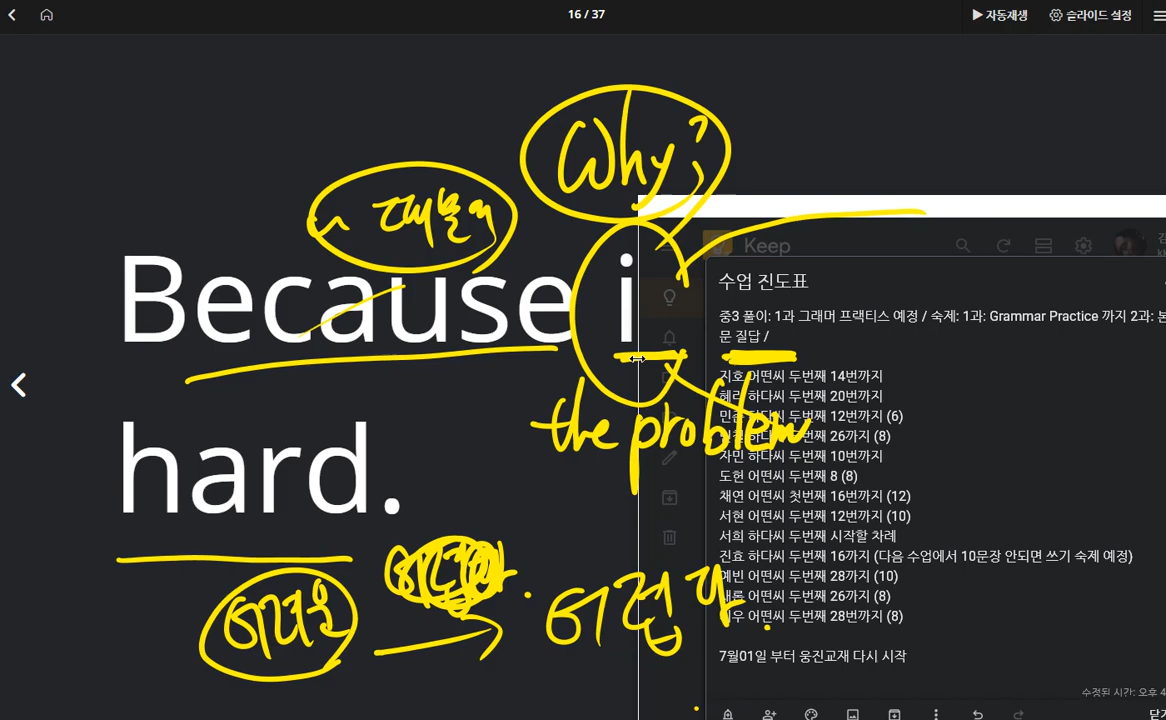 16 / 37
▶ 자동재생
슬라이드 설정
Why?
때문에
Because i
the problem
hard.
어려운
어렵다.
Keep
수업 진도표
중3 풀이: 1과 그래머 프랙티스 예정 / 숙제: 1과: Grammar Practice 까지 2과: 본
문 질답 /
지호 어떤씨 두번째 14번까지
혜리 하다씨 두번째 20번까지
두번째 12번까지 (6)
두번째 26까지 (8)
자민 하다씨 두번째 10번까지
도헌 어떤씨 두번째 8 (8)
채연 어떤씨 첫번째 16번까지 (12)
서현 어떤씨 두번째 12번까지 (10)
서희 하다씨 두번째 시작할 차례
진효 하다씨 두번째 16까지 (다음 수업에서 10문장 안되면 쓰기 숙제 예정)
예빈 어떤씨 두번째 28까지 (10)
어떤씨 두번째 26까지 (8)
어떤씨 두번째 28번까지 (8)
7월01일 부터 웅진교재 다시 시작
수정된 시간: 오후 4